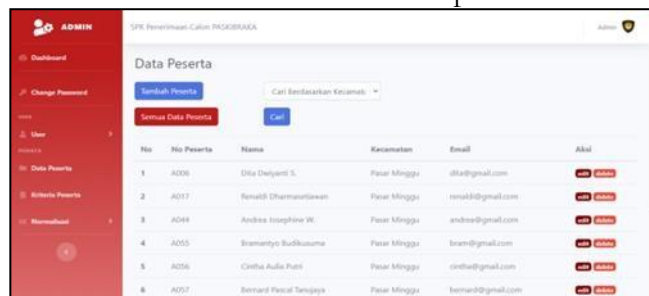 ADMIN
SPK Penerimaan Calon PASKIBRAKA
Admin
Dashboard
Change Password
USER
User
PESERTA
Data Peserta
Kriteria Peserta
Normalisasi
Data Peserta
Tambah Peserta
Cari Berdasarkan Kecamata
Semua Data Peserta
Cari
No No Peserta Nama Kecamatan Email Aksi
1 A006 Dita Dwiyanti S. Pasar Minggu dita@gmail.com edit delete
2 A017 Renaldi Dharmasetiawan Pasar Minggu renaldi@gmail.com edit delete
3 A044 Andrea Josephine W. Pasar Minggu andrea@gmail.com edit delete
4 A055 Bramantyo Budikusuma Pasar Minggu bram@gmail.com edit delete
5 A056 Cintha Aulia Putri Pasar Minggu cintha@gmail.com edit delete
6 A057 Bernard Pascal Tanojaya Pasar Minggu bernard@gmail.com edit delete